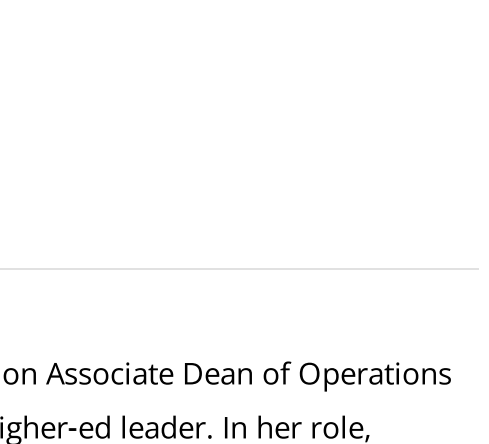 on Associate Dean of Operations
igher-ed leader. In her role,